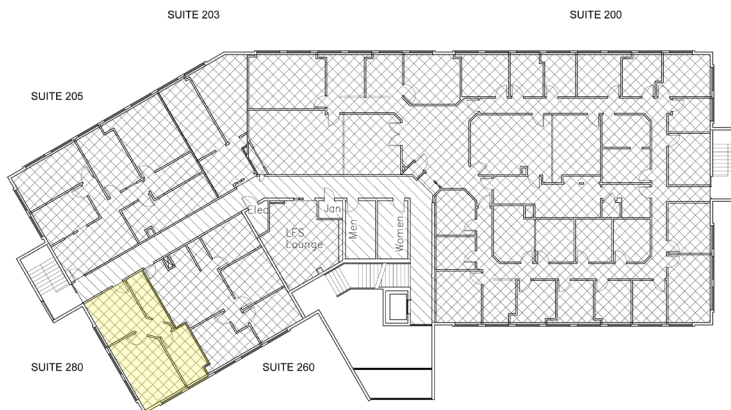 SUITE 203
SUITE 200
SUITE 205
Elec
Jan
LFS
Lounge
Men
Women
SUITE 280
SUITE 260